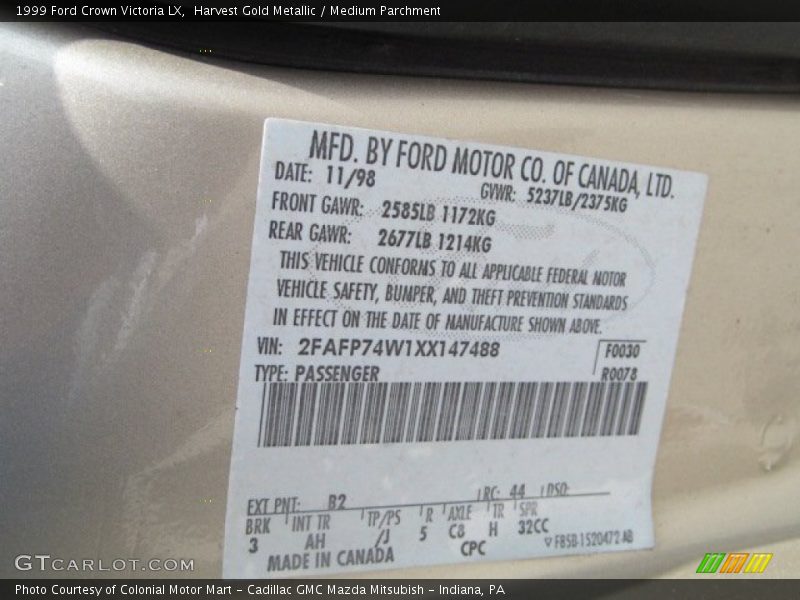 1999 Ford Crown Victoria LX, Harvest Gold Metallic / Medium Parchment
MFD. BY FORD MOTOR CO. OF CANADA, LTD.
DATE: 11/98 GVWR: 5237LB/2375KG
FRONT GAWR: 2585LB 1172KG
REAR GAWR: 2677LB 1214KG
THIS VEHICLE CONFORMS TO ALL APPLICABLE FEDERAL MOTOR
VEHICLE SAFETY, BUMPER, AND THEFT PREVENTION STANDARDS
IN EFFECT ON THE DATE OF MANUFACTURE SHOWN ABOVE.
VIN: 2FAFP74W1XX147488 F0030
TYPE: PASSENGER R0078
EXT PNT: B2 RC: 44 DSO:
BRK INT TR TP/PS R AXLE TR SPR
3 AH /J 5 C8 H 32CC
MADE IN CANADA CPC ▽F85B-1520472 AB
GTCARLOT.COM
Photo Courtesy of Colonial Motor Mart - Cadillac GMC Mazda Mitsubish - Indiana, PA